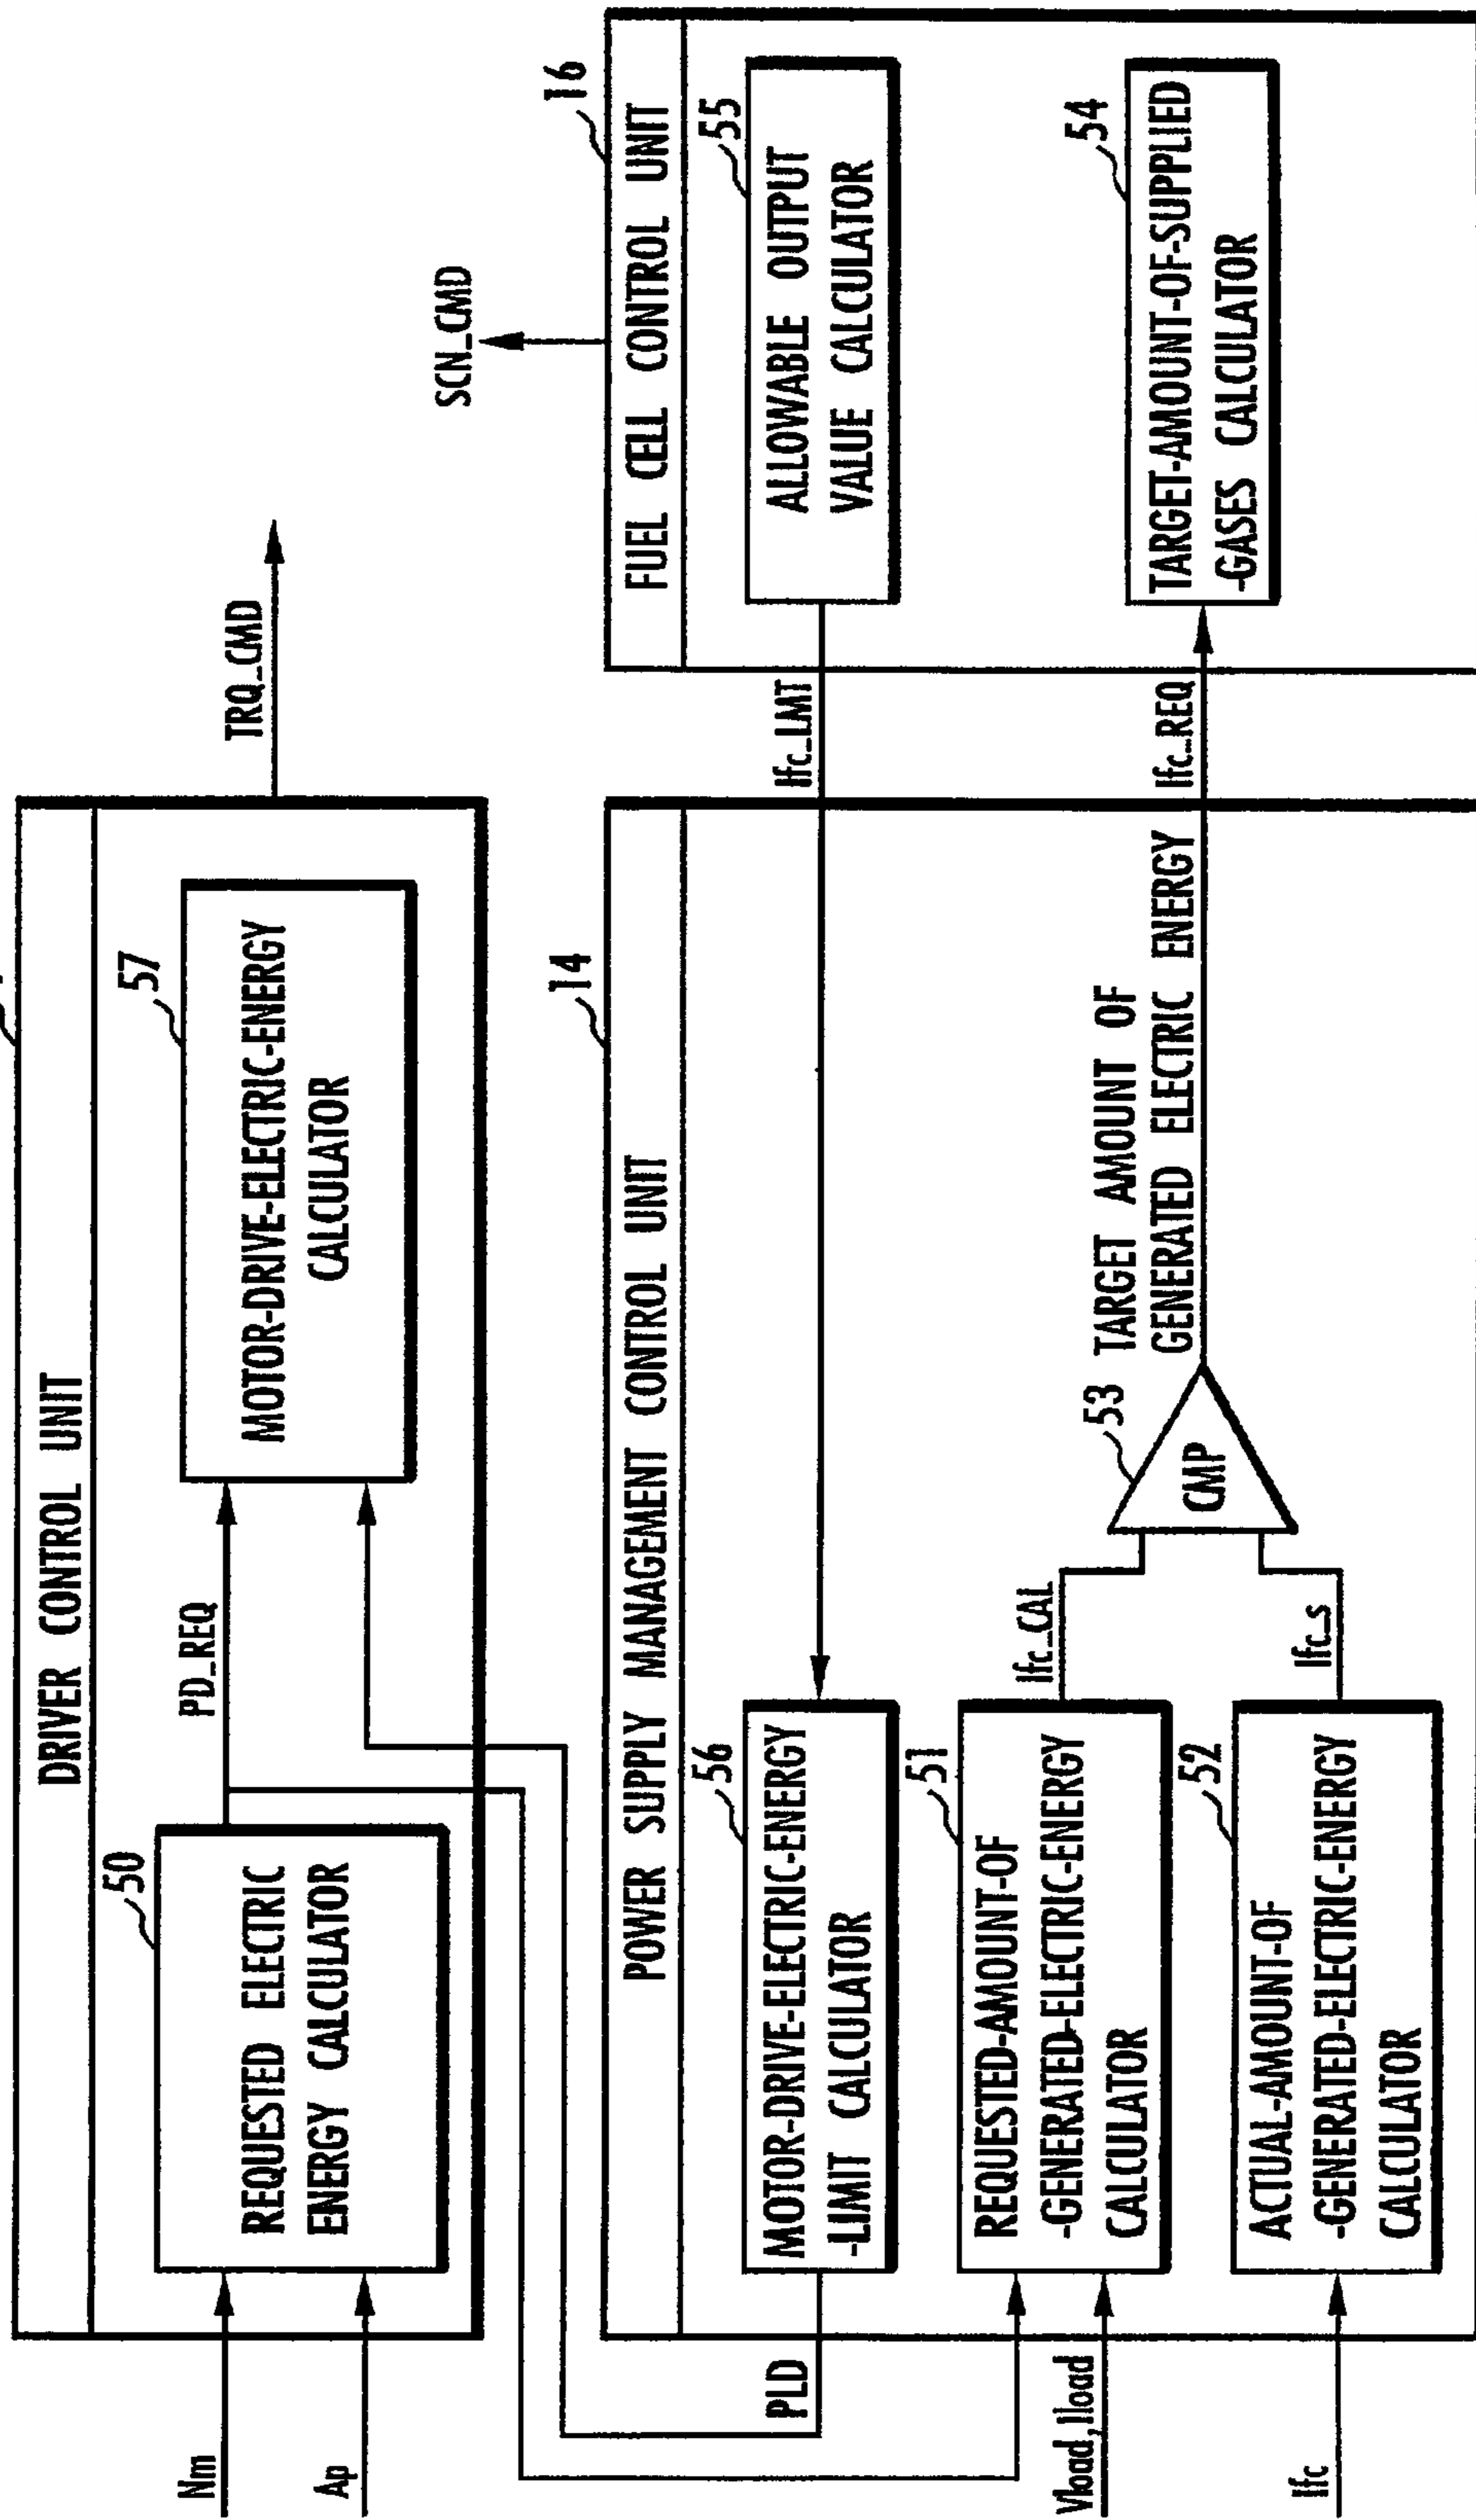 DRIVER CONTROL UNIT
Nm
Ap
50
REQUESTED ELECTRIC
ENERGY CALCULATOR
PD_REQ
57
MOTOR-DRIVE-ELECTRIC-ENERGY
CALCULATOR
TRQ_CMD
14
POWER SUPPLY MANAGEMENT CONTROL UNIT
PLD
56
MOTOR-DRIVE-ELECTRIC-ENERGY
-LIMIT CALCULATOR
Ifc_LMT
Vload, Iload
51
REQUESTED-AMOUNT-OF
-GENERATED-ELECTRIC-ENERGY
CALCULATOR
Ifc_CAL
Ifc
52
ACTUAL-AMOUNT-OF
-GENERATED-ELECTRIC-ENERGY
CALCULATOR
Ifc_s
53
CMP
TARGET AMOUNT OF
GENERATED ELECTRIC ENERGY
Ifc_REQ
SCN_CMD
16
FUEL CELL CONTROL UNIT
55
ALLOWABLE OUTPUT
VALUE CALCULATOR
54
TARGET-AMOUNT-OF-SUPPLIED
-GASES CALCULATOR